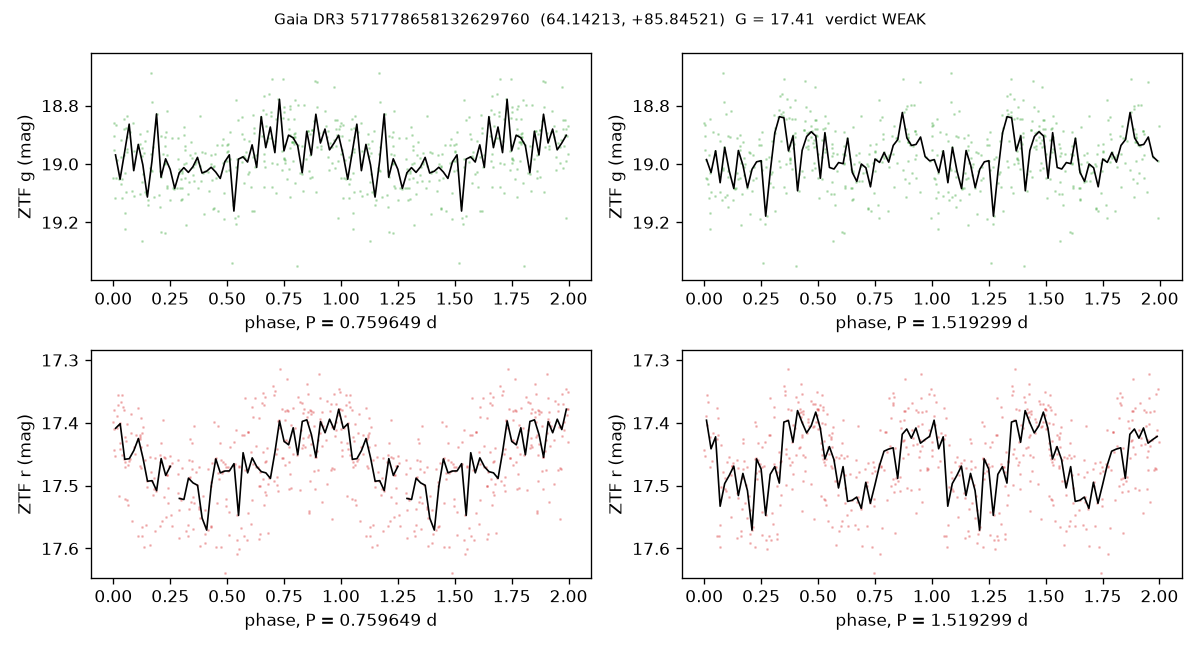 Gaia DR3 571778658132629760 (64.14213, +85.84521) G = 17.41 verdict WEAK
ZTF g (mag)
18.8
19.0
19.2
0.00 0.25 0.50 0.75 1.00 1.25 1.50 1.75 2.00
phase, P = 0.759649 d
ZTF g (mag)
18.8
19.0
19.2
0.00 0.25 0.50 0.75 1.00 1.25 1.50 1.75 2.00
phase, P = 1.519299 d
ZTF r (mag)
17.3
17.4
17.5
17.6
0.00 0.25 0.50 0.75 1.00 1.25 1.50 1.75 2.00
phase, P = 0.759649 d
ZTF r (mag)
17.3
17.4
17.5
17.6
0.00 0.25 0.50 0.75 1.00 1.25 1.50 1.75 2.00
phase, P = 1.519299 d